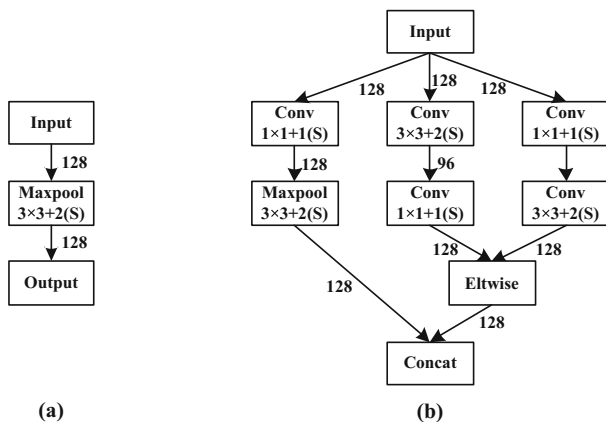 Input
128
Maxpool
3×3+2(S)
128
Output
(a)
Input
128
128
128
Conv
1×1+1(S)
Conv
3×3+2(S)
Conv
1×1+1(S)
128
96
Maxpool
3×3+2(S)
Conv
1×1+1(S)
Conv
3×3+2(S)
128
128
128
Eltwise
128
Concat
(b)